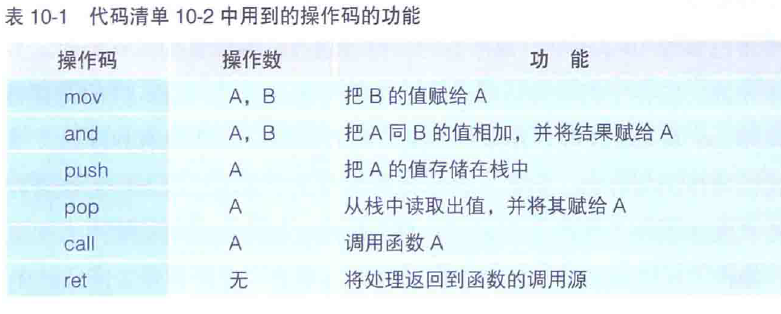 表 10-1 代码清单 10-2 中用到的操作码的功能
操作码 操作数 功 能
mov A，B 把 B 的值赋给 A
and A，B 把 A 同 B 的值相加，并将结果赋给 A
push A 把 A 的值存储在栈中
pop A 从栈中读取出值，并将其赋给 A
call A 调用函数 A
ret 无 将处理返回到函数的调用源